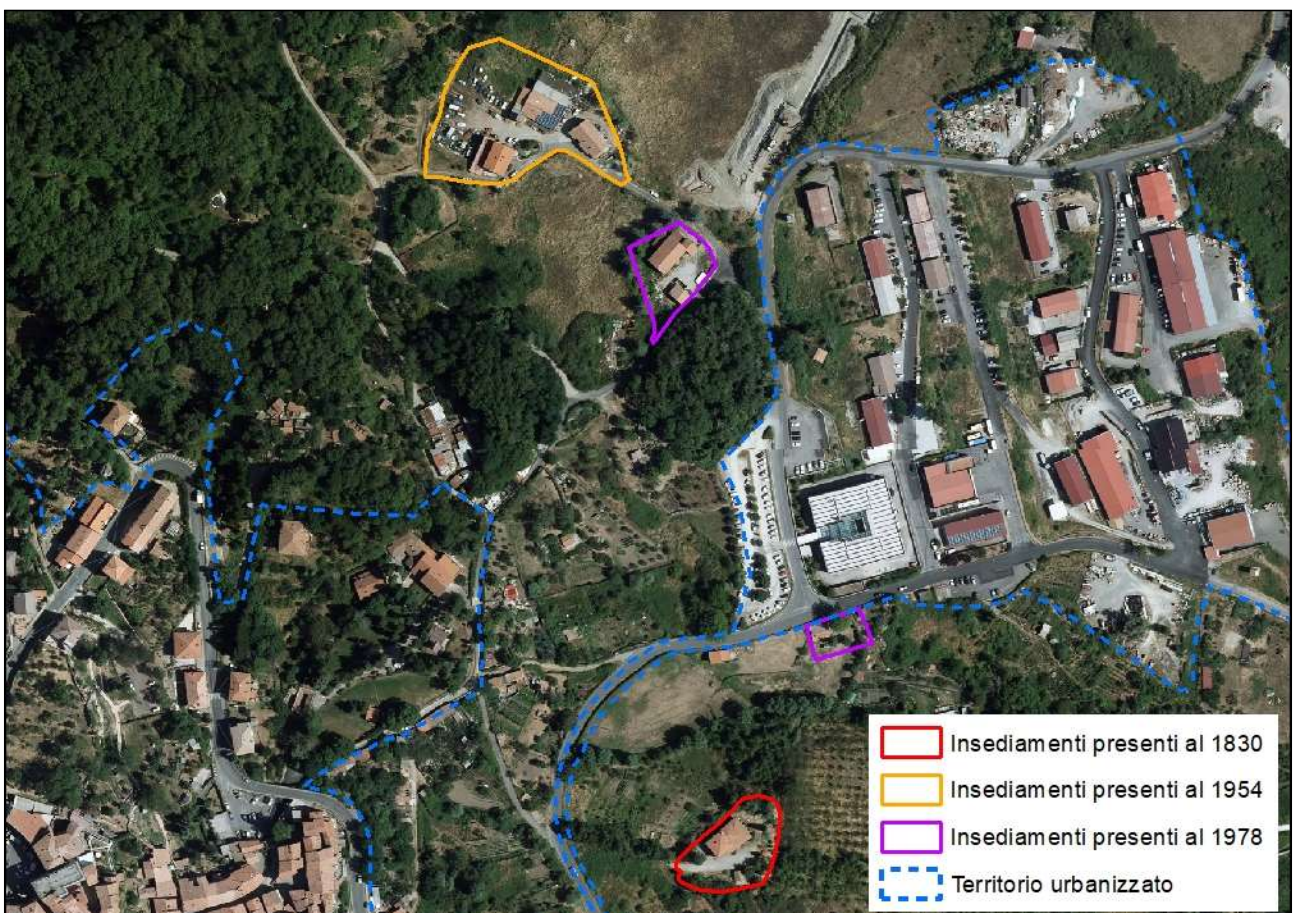 Insediamenti presenti al 1830
Insediamenti presenti al 1954
Insediamenti presenti al 1978
Territorio urbanizzato